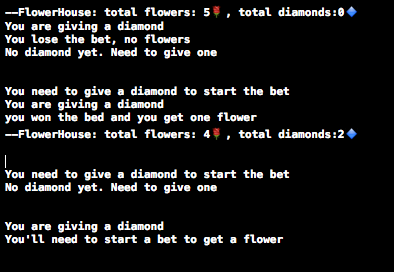 ——FlowerHouse: total flowers: 5🌹, total diamonds:0🔹
You are giving a diamond
You lose the bet, no flowers
No diamond yet. Need to give one
You need to give a diamond to start the bet
You are giving a diamond
you won the bed and you get one flower
——FlowerHouse: total flowers: 4🌹, total diamonds:2🔹
You need to give a diamond to start the bet
No diamond yet. Need to give one
You are giving a diamond
You'll need to start a bet to get a flower